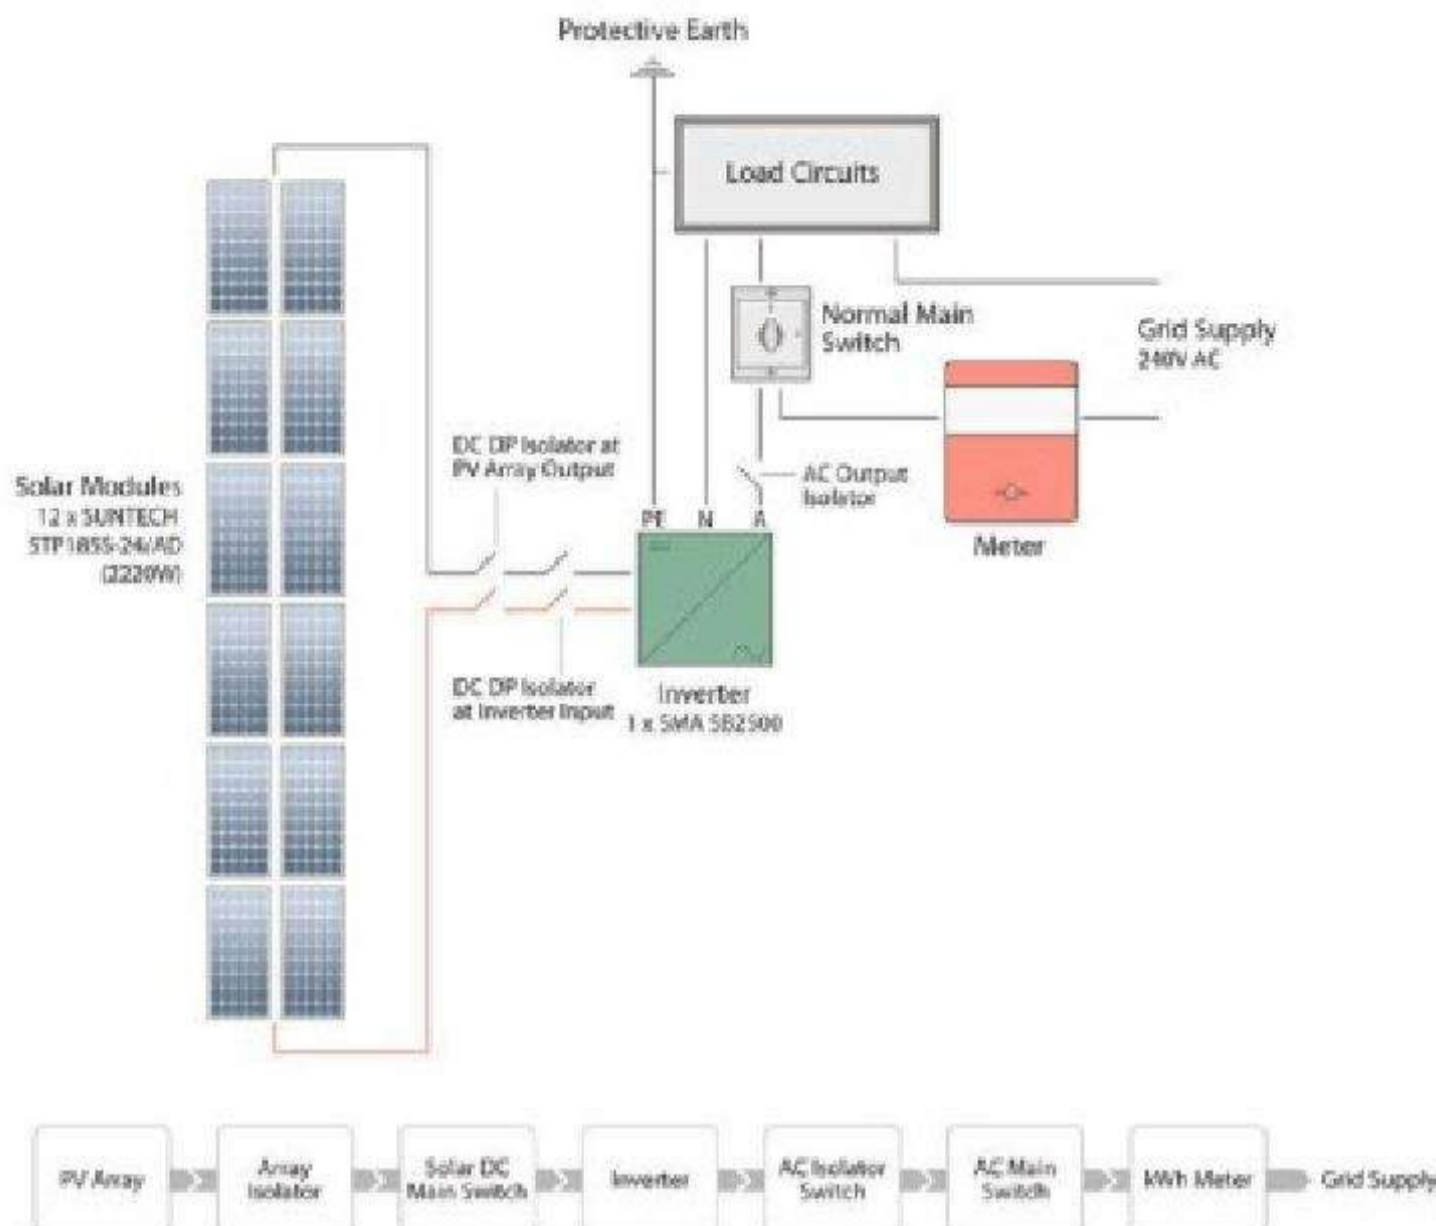 Protective Earth
Load Circuits
Normal Main
Switch
Grid Supply
240V AC
DC DP Isolator at
PV Array Output
AC Output
Isolator
Solar Modules
12 x SUNTECH
STP185S-24/AD
(2220W)
PE N A
Meter
DC DP Isolator
at Inverter Input
Inverter
1 x SMA SB2500
PV Array
Array
Isolator
Solar DC
Main Switch
Inverter
AC Isolator
Switch
AC Main
Switch
kWh Meter
Grid Supply